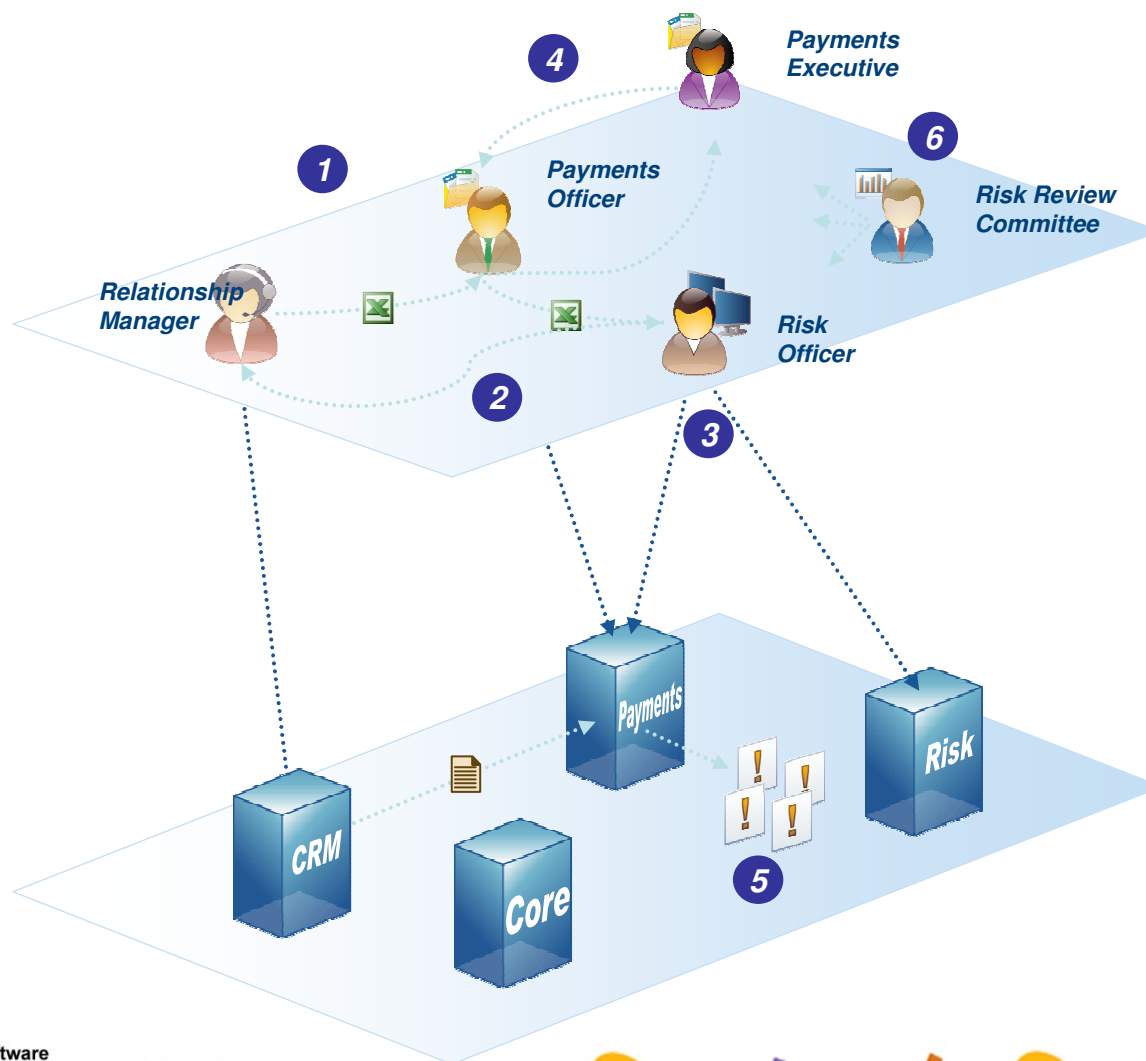 Payments
Executive
4
6
1
Payments
Officer
Risk Review
Committee
Relationship
Manager
Risk
Officer
2
3
Payments
Risk
CRM
Core
5
tware